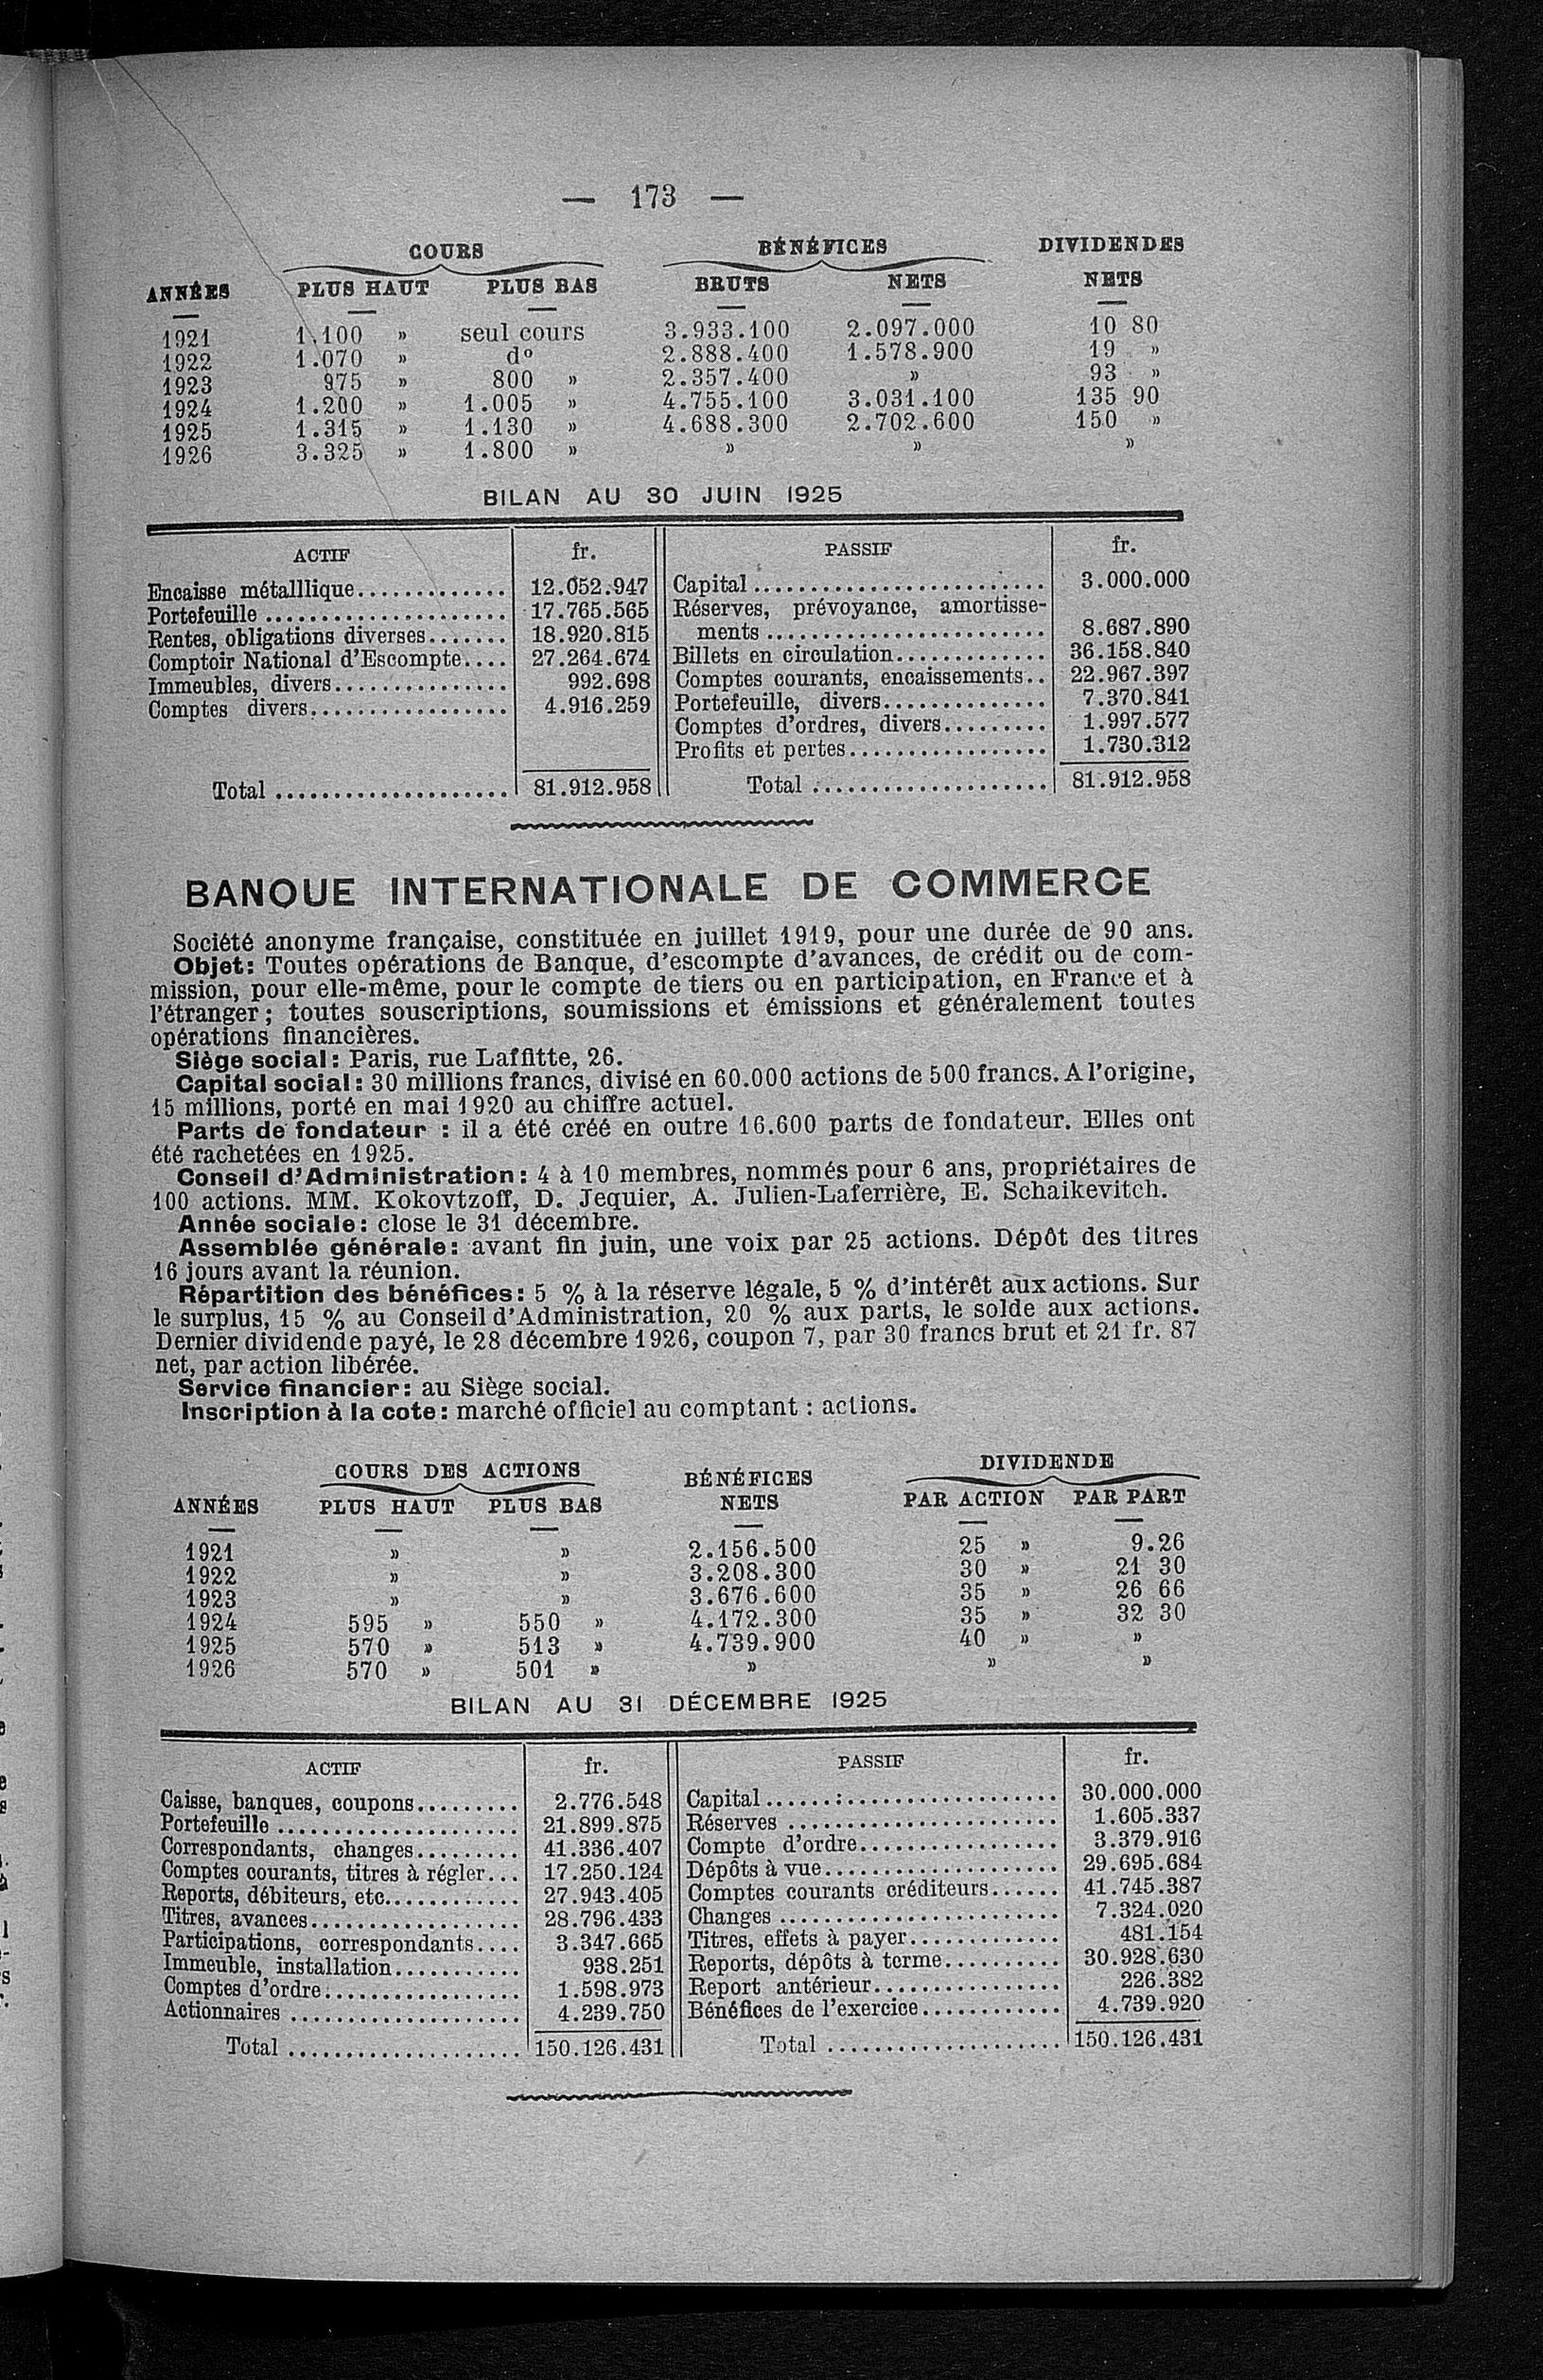 — 173 —
COURS BÉNÉFICES DIVIDENDES
ANNÉES PLUS HAUT PLUS BAS BRUTS NETS NETS
1921 1.100 » seul cours 3.933.100 2.097.000 10 80
1922 1.070 » do 2.888.400 1.578.900 19 »
1923 975 » 800 » 2.357.400 » 93 »
1924 1.200 » 1.005 » 4.755.100 3.031.100 135 90
1925 1.315 » 1.130 » 4.688.300 2.702.600 150 »
1926 3.325 » 1.800 » » » »
BILAN AU 30 JUIN 1925
ACTIF fr. PASSIF fr.
Encaisse métalllique............. 12.052.947 Capital......................... 3.000.000
Portefeuille ..................... 17.765.565 Réserves, prévoyance, amortisse-
Rentes, obligations diverses....... 18.920.815 ments ........................ 8.687.890
Comptoir National d'Escompte.... 27.264.674 Billets en circulation............. 36.158.840
Immeubles, divers............... 992.698 Comptes courants, encaissements.. 22.967.397
Comptes divers................. 4.916.259 Portefeuille, divers.............. 7.370.841
Comptes d'ordres, divers......... 1.997.577
Profits et pertes................. 1.730.312
Total .................... 81.912.958 Total .................... 81.912.958
BANQUE INTERNATIONALE DE COMMERCE
Société anonyme française, constituée en juillet 1919, pour une durée de 90 ans.
Objet: Toutes opérations de Banque, d'escompte d'avances, de crédit ou de com-
mission, pour elle-même, pour le compte de tiers ou en participation, en France et à
l'étranger; toutes souscriptions, soumissions et émissions et généralement toutes
opérations financières.
Siège social: Paris, rue Laffitte, 26.
Capital social: 30 millions francs, divisé en 60.000 actions de 500 francs. A l'origine,
15 millions, porté en mai 1920 au chiffre actuel.
Parts de fondateur : il a été créé en outre 16.600 parts de fondateur. Elles ont
été rachetées en 1925.
Conseil d'Administration: 4 à 10 membres, nommés pour 6 ans, propriétaires de
100 actions. MM. Kokovtzoff, D. Jequier, A. Julien-Laferrière, E. Schaikevitch.
Année sociale: close le 31 décembre.
Assemblée générale: avant fin juin, une voix par 25 actions. Dépôt des titres
16 jours avant la réunion.
Répartition des bénéfices: 5 % à la réserve légale, 5 % d'intérêt aux actions. Sur
le surplus, 15 % au Conseil d'Administration, 20 % aux parts, le solde aux actions.
Dernier dividende payé, le 28 décembre 1926, coupon 7, par 30 francs brut et 21 fr. 87
net, par action libérée.
Service financier: au Siège social.
Inscription à la cote: marché officiel au comptant : actions.
COURS DES ACTIONS BÉNÉFICES DIVIDENDE
ANNÉES PLUS HAUT PLUS BAS NETS PAR ACTION PAR PART
1921 » » 2.156.500 25 » 9.26
1922 » » 3.208.300 30 » 21 30
1923 » » 3.676.600 35 » 26 66
1924 595 » 550 » 4.172.300 35 » 32 30
1925 570 » 513 » 4.739.900 40 » »
1926 570 » 501 » » » »
BILAN AU 31 DÉCEMBRE 1925
ACTIF fr. PASSIF fr.
Caisse, banques, coupons......... 2.776.548 Capital......................... 30.000.000
Portefeuille ..................... 21.899.875 Réserves ........................ 1.605.337
Correspondants, changes......... 41.336.407 Compte d'ordre................. 3.379.916
Comptes courants, titres à régler... 17.250.124 Dépôts à vue.................... 29.695.684
Reports, débiteurs, etc............ 27.943.405 Comptes courants créditeurs...... 41.745.387
Titres, avances.................. 28.796.433 Changes ........................ 7.324.020
Participations, correspondants.... 3.347.665 Titres, effets à payer............. 481.154
Immeuble, installation........... 938.251 Reports, dépôts à terme.......... 30.928.630
Comptes d'ordre................. 1.598.973 Report antérieur................ 226.382
Actionnaires .................... 4.239.750 Bénéfices de l'exercice............ 4.739.920
Total .................... 150.126.431 Total .................... 150.126.431